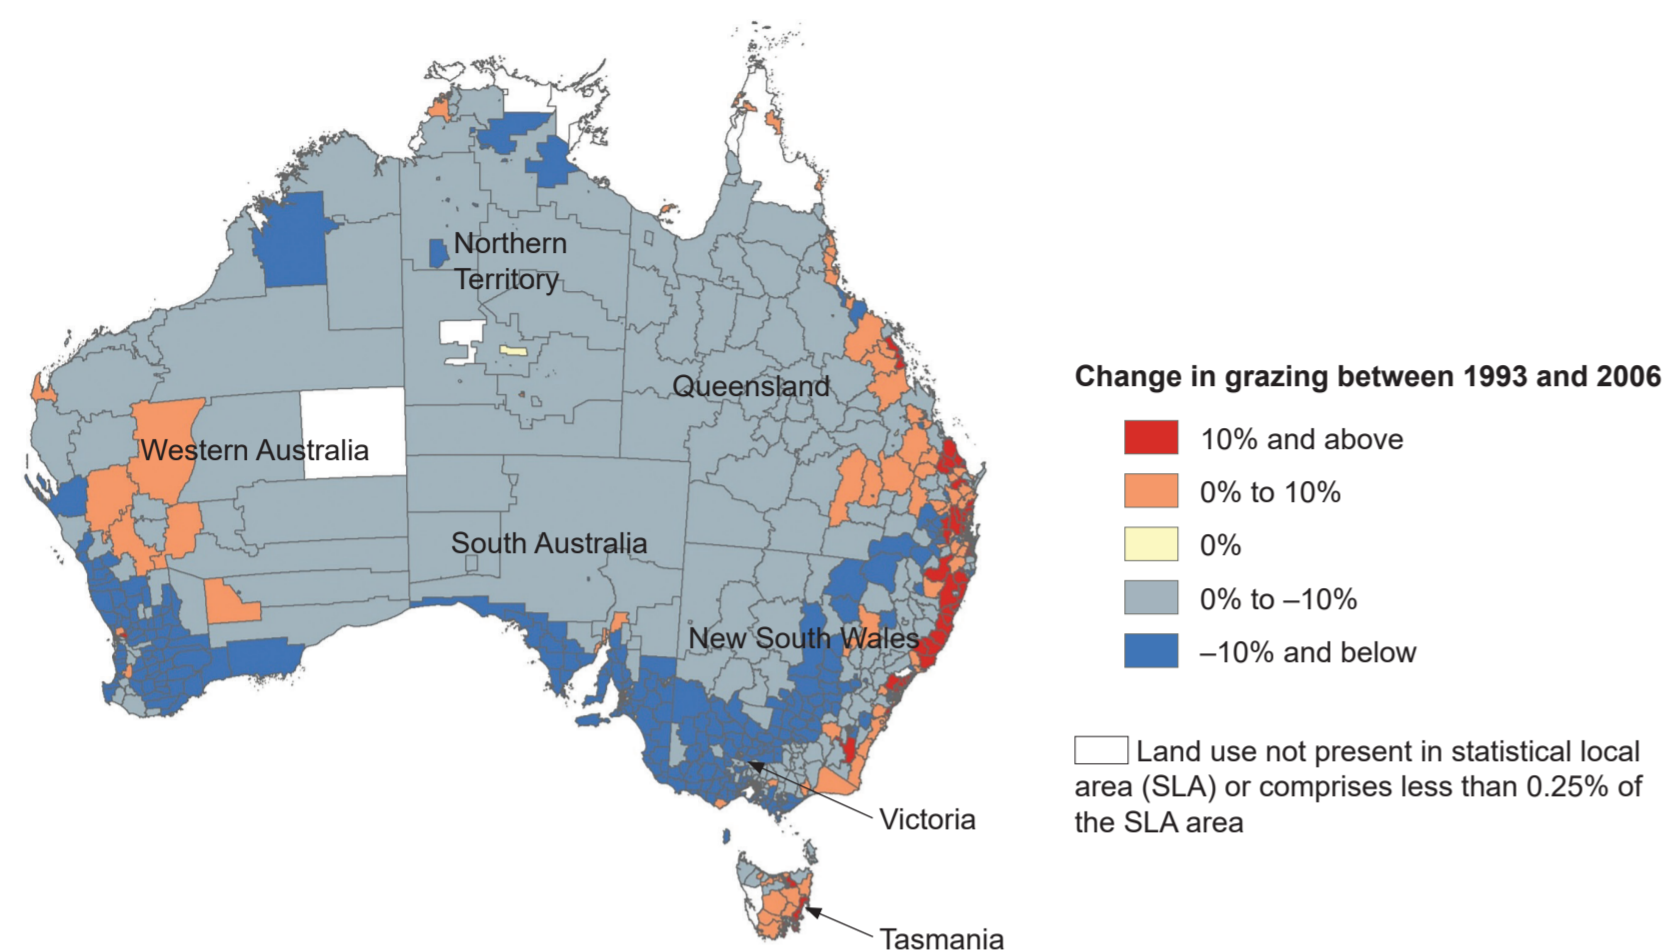 Northern
Territory
Queensland
Western Australia
South Australia
New South Wales
Victoria
Tasmania
Change in grazing between 1993 and 2006
10% and above
0% to 10%
0%
0% to –10%
–10% and below
Land use not present in statistical local
area (SLA) or comprises less than 0.25% of
the SLA area